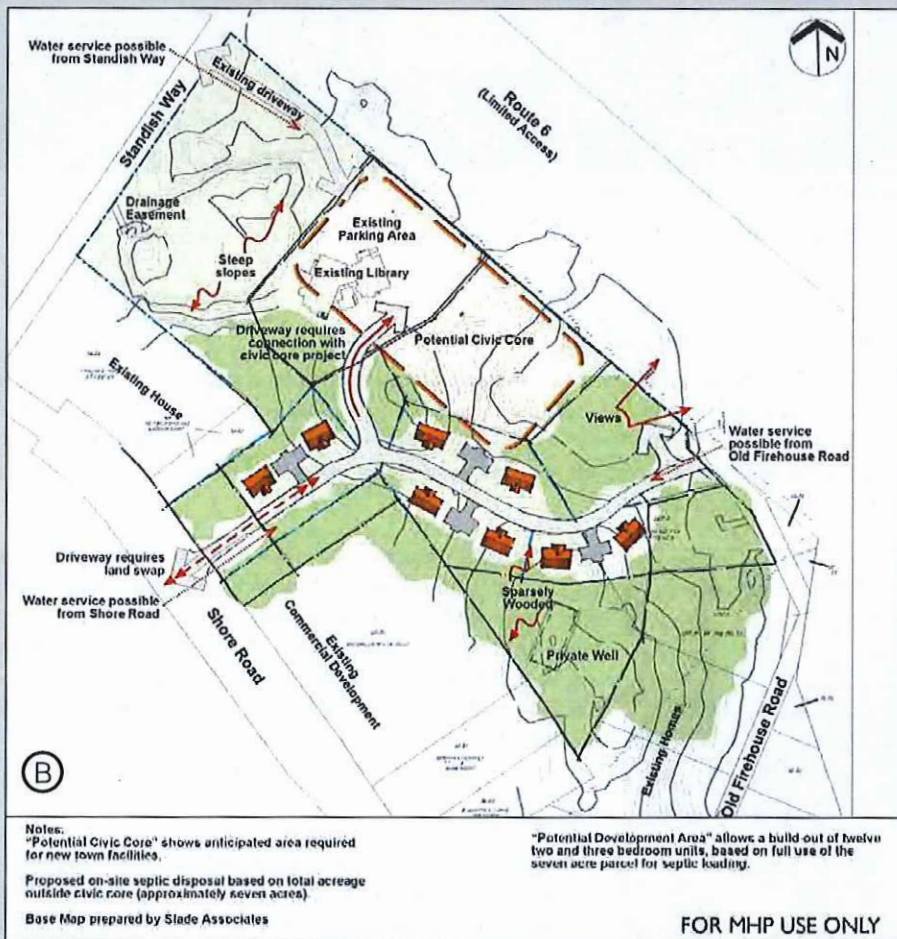 Water service possible
from Standish Way
Existing driveway
Standish Way
Route 6
(Limited Access)
N
Drainage
Easement
Steep
slopes
Existing
Parking Area
Existing Library
Driveway requires
connection with
civic core project
Potential Civic Core
Existing House
Views
Water service
possible from
Old Firehouse Road
Driveway requires
land swap
Water service possible
from Shore Road
Shore Road
Existing
Commercial Development
Sparsely
Wooded
Private Well
Existing Homes
Old Firehouse Road
B
Notes:
"Potential Civic Core" shows anticipated area required
for new town facilities.
Proposed on-site septic disposal based on total acreage
outside civic core (approximately seven acres).
Base Map prepared by Slade Associates
"Potential Development Area" allows a build-out of twelve
two and three bedroom units, based on full use of the
seven acre parcel for septic loading.
FOR MHP USE ONLY